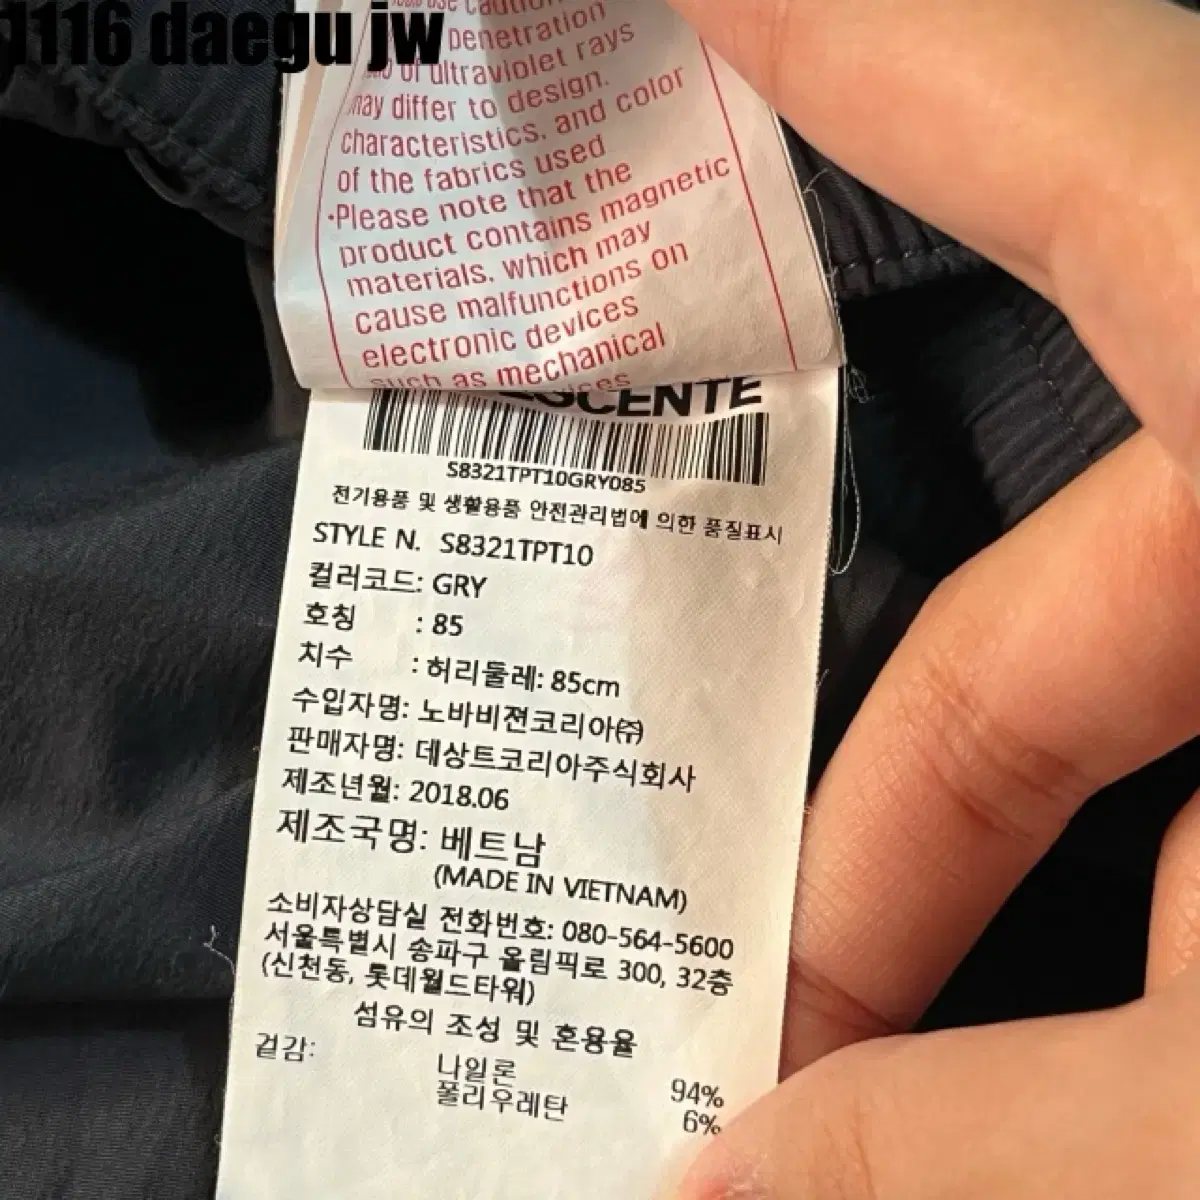 1116 daegu jw
penetration
of ultraviolet rays
may differ to design.
characteristics, and color
of the fabrics used
•Please note that the
product contains magnetic
materials. which may
cause malfunctions on
electronic devices
such as mechanical
S8321TPT10GRY085
전기용품 및 생활용품 안전관리법에 의한 품질표시
STYLE N. S8321TPT10
컬러코드: GRY
호칭 : 85
치수 : 허리둘레: 85cm
수입자명: 노바비젼코리아㈜
판매자명: 데상트코리아주식회사
제조년월: 2018.06
제조국명: 베트남
(MADE IN VIETNAM)
소비자상담실 전화번호: 080-564-5600
서울특별시 송파구 올림픽로 300, 32층
(신천동, 롯데월드타워)
섬유의 조성 및 혼용율
겉감: 나일론 94%
폴리우레탄 6%